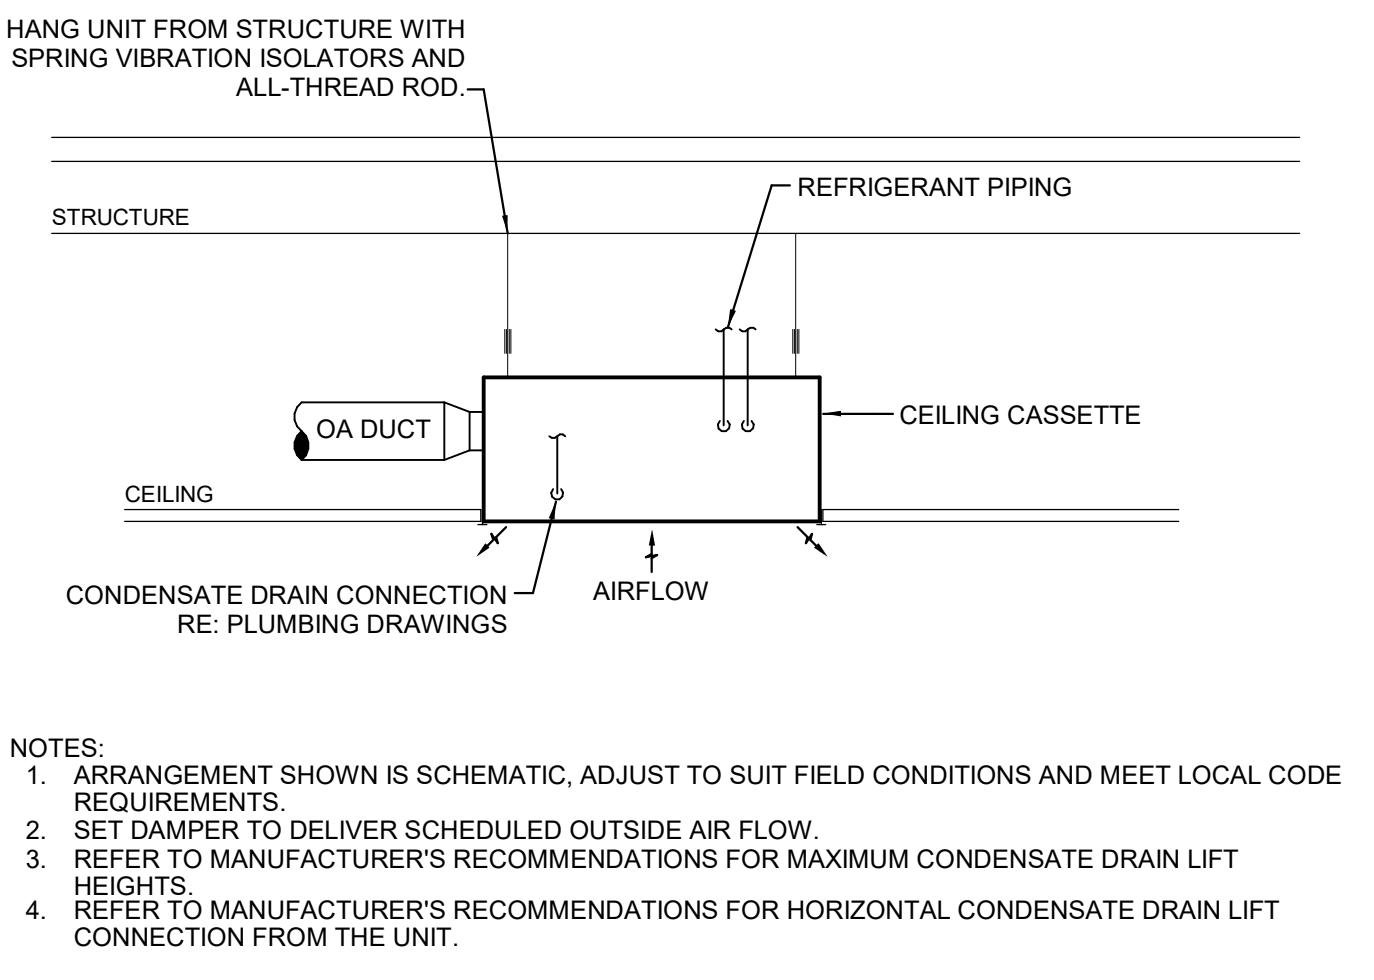 HANG UNIT FROM STRUCTURE WITH
SPRING VIBRATION ISOLATORS AND
ALL-THREAD ROD.
REFRIGERANT PIPING
STRUCTURE
CEILING CASSETTE
OA DUCT
CEILING
CONDENSATE DRAIN CONNECTION
RE: PLUMBING DRAWINGS
AIRFLOW
NOTES:
1. ARRANGEMENT SHOWN IS SCHEMATIC, ADJUST TO SUIT FIELD CONDITIONS AND MEET LOCAL CODE
REQUIREMENTS.
2. SET DAMPER TO DELIVER SCHEDULED OUTSIDE AIR FLOW.
3. REFER TO MANUFACTURER'S RECOMMENDATIONS FOR MAXIMUM CONDENSATE DRAIN LIFT
HEIGHTS.
4. REFER TO MANUFACTURER'S RECOMMENDATIONS FOR HORIZONTAL CONDENSATE DRAIN LIFT
CONNECTION FROM THE UNIT.